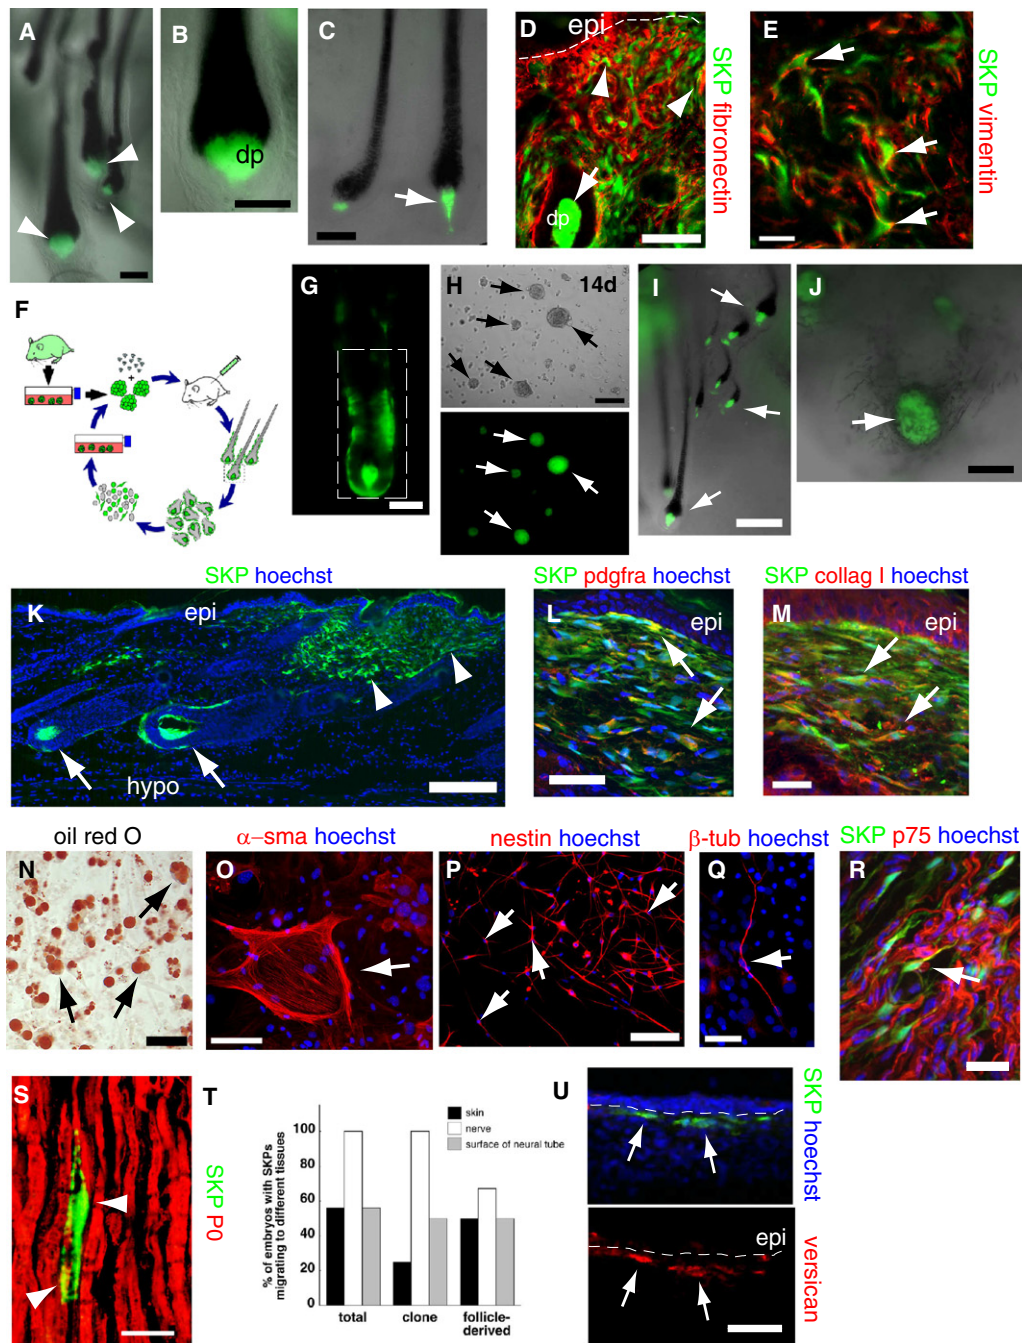 A
B
dp
C
epi
D
dp
SKP fibronectin
E
SKP vimentin
F
+
G
H
14d
I
J
SKP hoechst
K
epi
hypo
SKP pdgfra hoechst
L
epi
SKP collag I hoechst
M
epi
oil red O
N
α–sma hoechst
O
nestin hoechst
P
β-tub hoechst
Q
SKP p75 hoechst
R
S
SKP P0
T
% of embryos with SKPs
migrating to different tissues
100
80
60
40
20
0
skin
nerve
surface of neural tube
total
clone
follicle-
derived
U
SKP hoechst
epi
versican